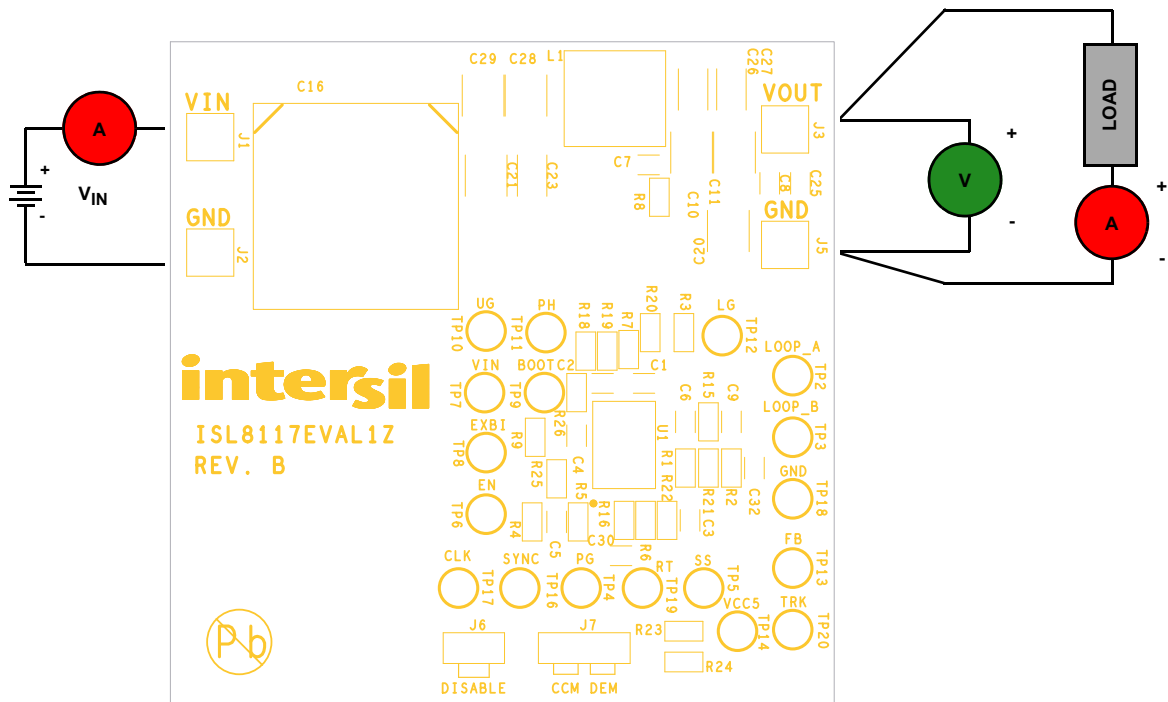 C29
C28
L1
C26
C27
C16
VIN
VOUT
LOAD
J1
J3
A
+
+
V
+
VIN
C7
C21
C23
R8
C10
C11
C8
C25
-
GND
GND
-
A
J2
C20
J5
-
UG
PH
R18
R19
R7
R20
R3
LG
TP10
TP11
TP12
LOOP_A
TP2
VIN
BOOT
C2
C1
TP7
TP9
intersil
R26
C6
R15
C9
LOOP_B
TP3
ISL8117EVAL1Z
EXBI
TP8
R9
U1
REV. B
C4
R1
GND
EN
R25
R5
R22
R21
R2
C32
TP18
TP6
R4
C5
R16
C30
R6
C3
FB
TP13
CLK
SYNC
PG
RT
SS
TP17
TP16
TP4
TP19
TP5
VCC5
TRK
TP14
TP20
Pb
J6
J7
R23
R24
DISABLE
CCM
DEM